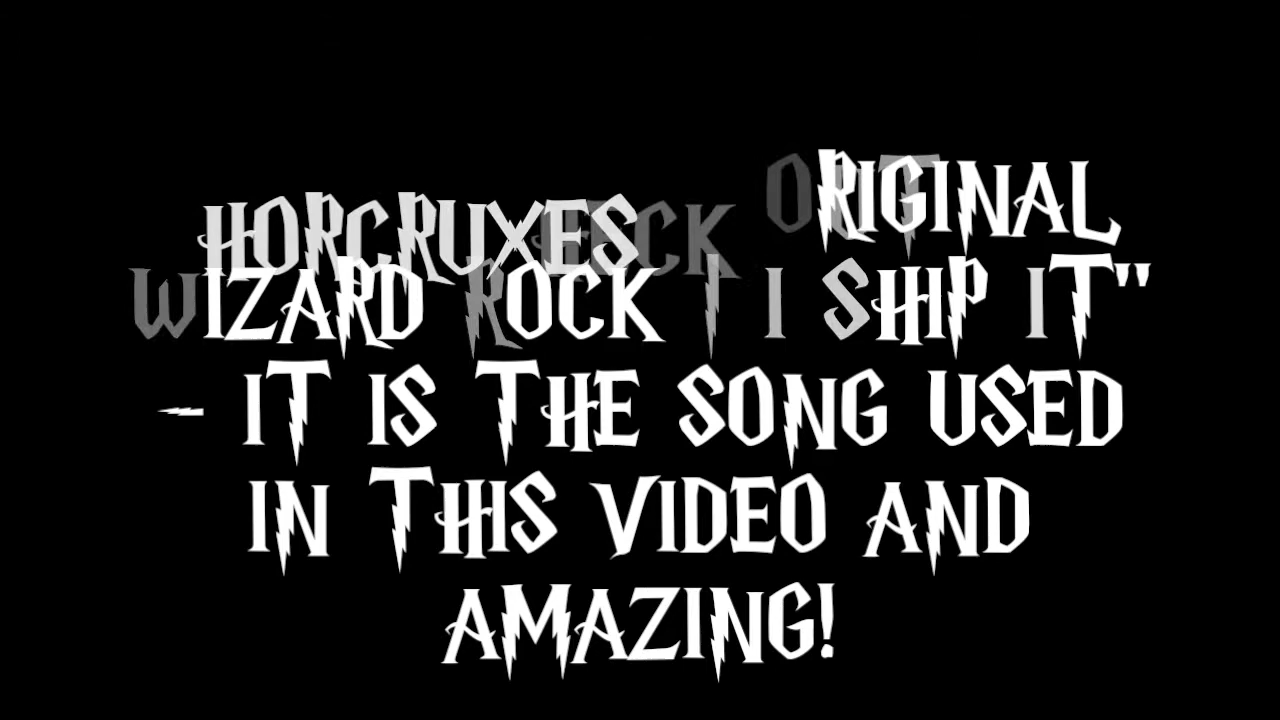 HORCRUXES ORIGINAL
WIZARD ROCK | I SHIP IT"
- IT IS THE SONG USED
IN THIS VIDEO AND
AMAZING!